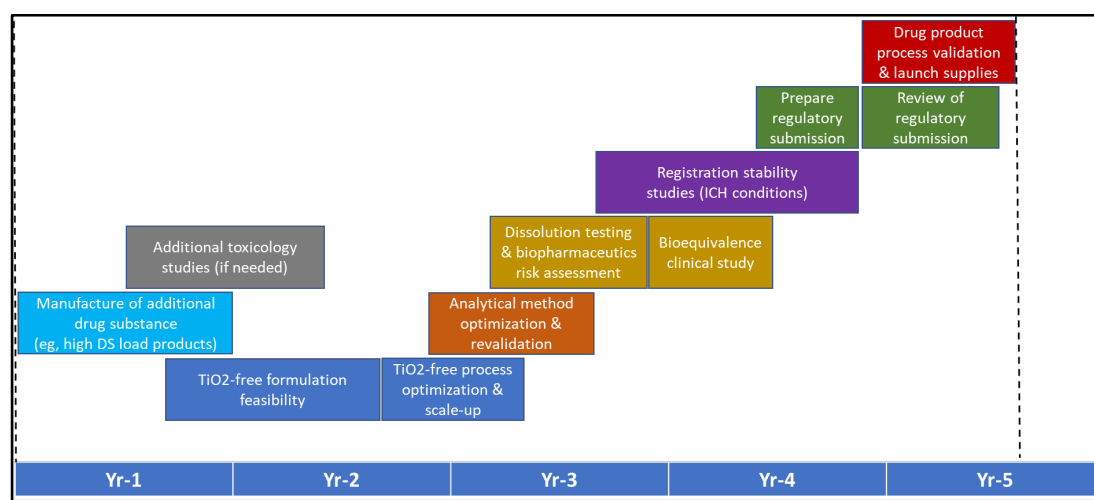 Drug product
process validation
& launch supplies
Prepare
regulatory
submission
Review of
regulatory
submission
Registration stability
studies (ICH conditions)
Dissolution testing
& biopharmaceutics
risk assessment
Bioequivalence
clinical study
Additional toxicology
studies (if needed)
Manufacture of additional
drug substance
(eg, high DS load products)
Analytical method
optimization &
revalidation
TiO2-free formulation
feasibility
TiO2-free process
optimization &
scale-up
Yr-1
Yr-2
Yr-3
Yr-4
Yr-5